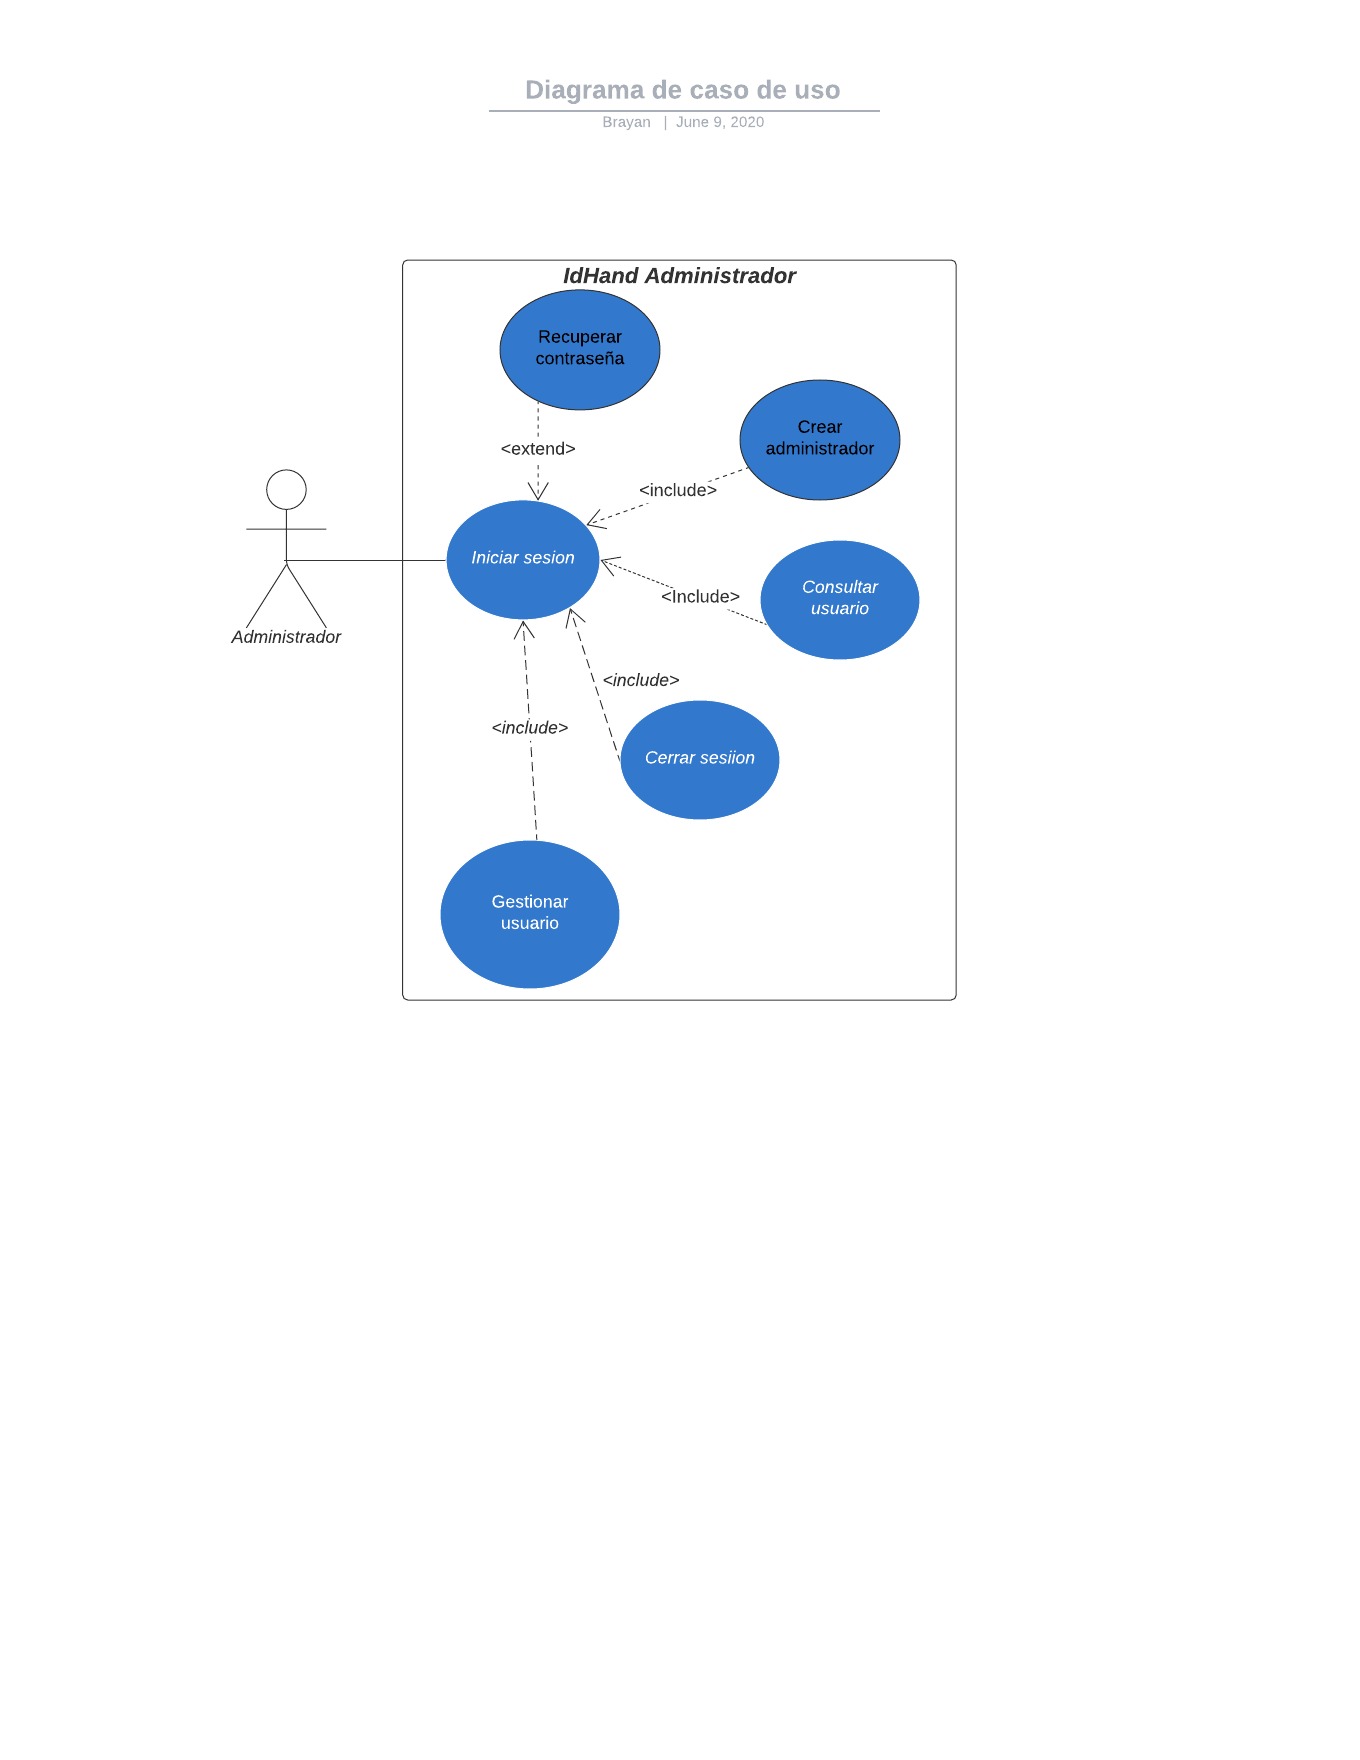 Diagrama de caso de uso
Brayan | June 9, 2020
IdHand Administrador
Recuperar
contraseña
Crear
administrador
<extend>
<include>
Iniciar sesion
Consultar
usuario
<Include>
Administrador
<include>
<include>
Cerrar sesiion
Gestionar
usuario